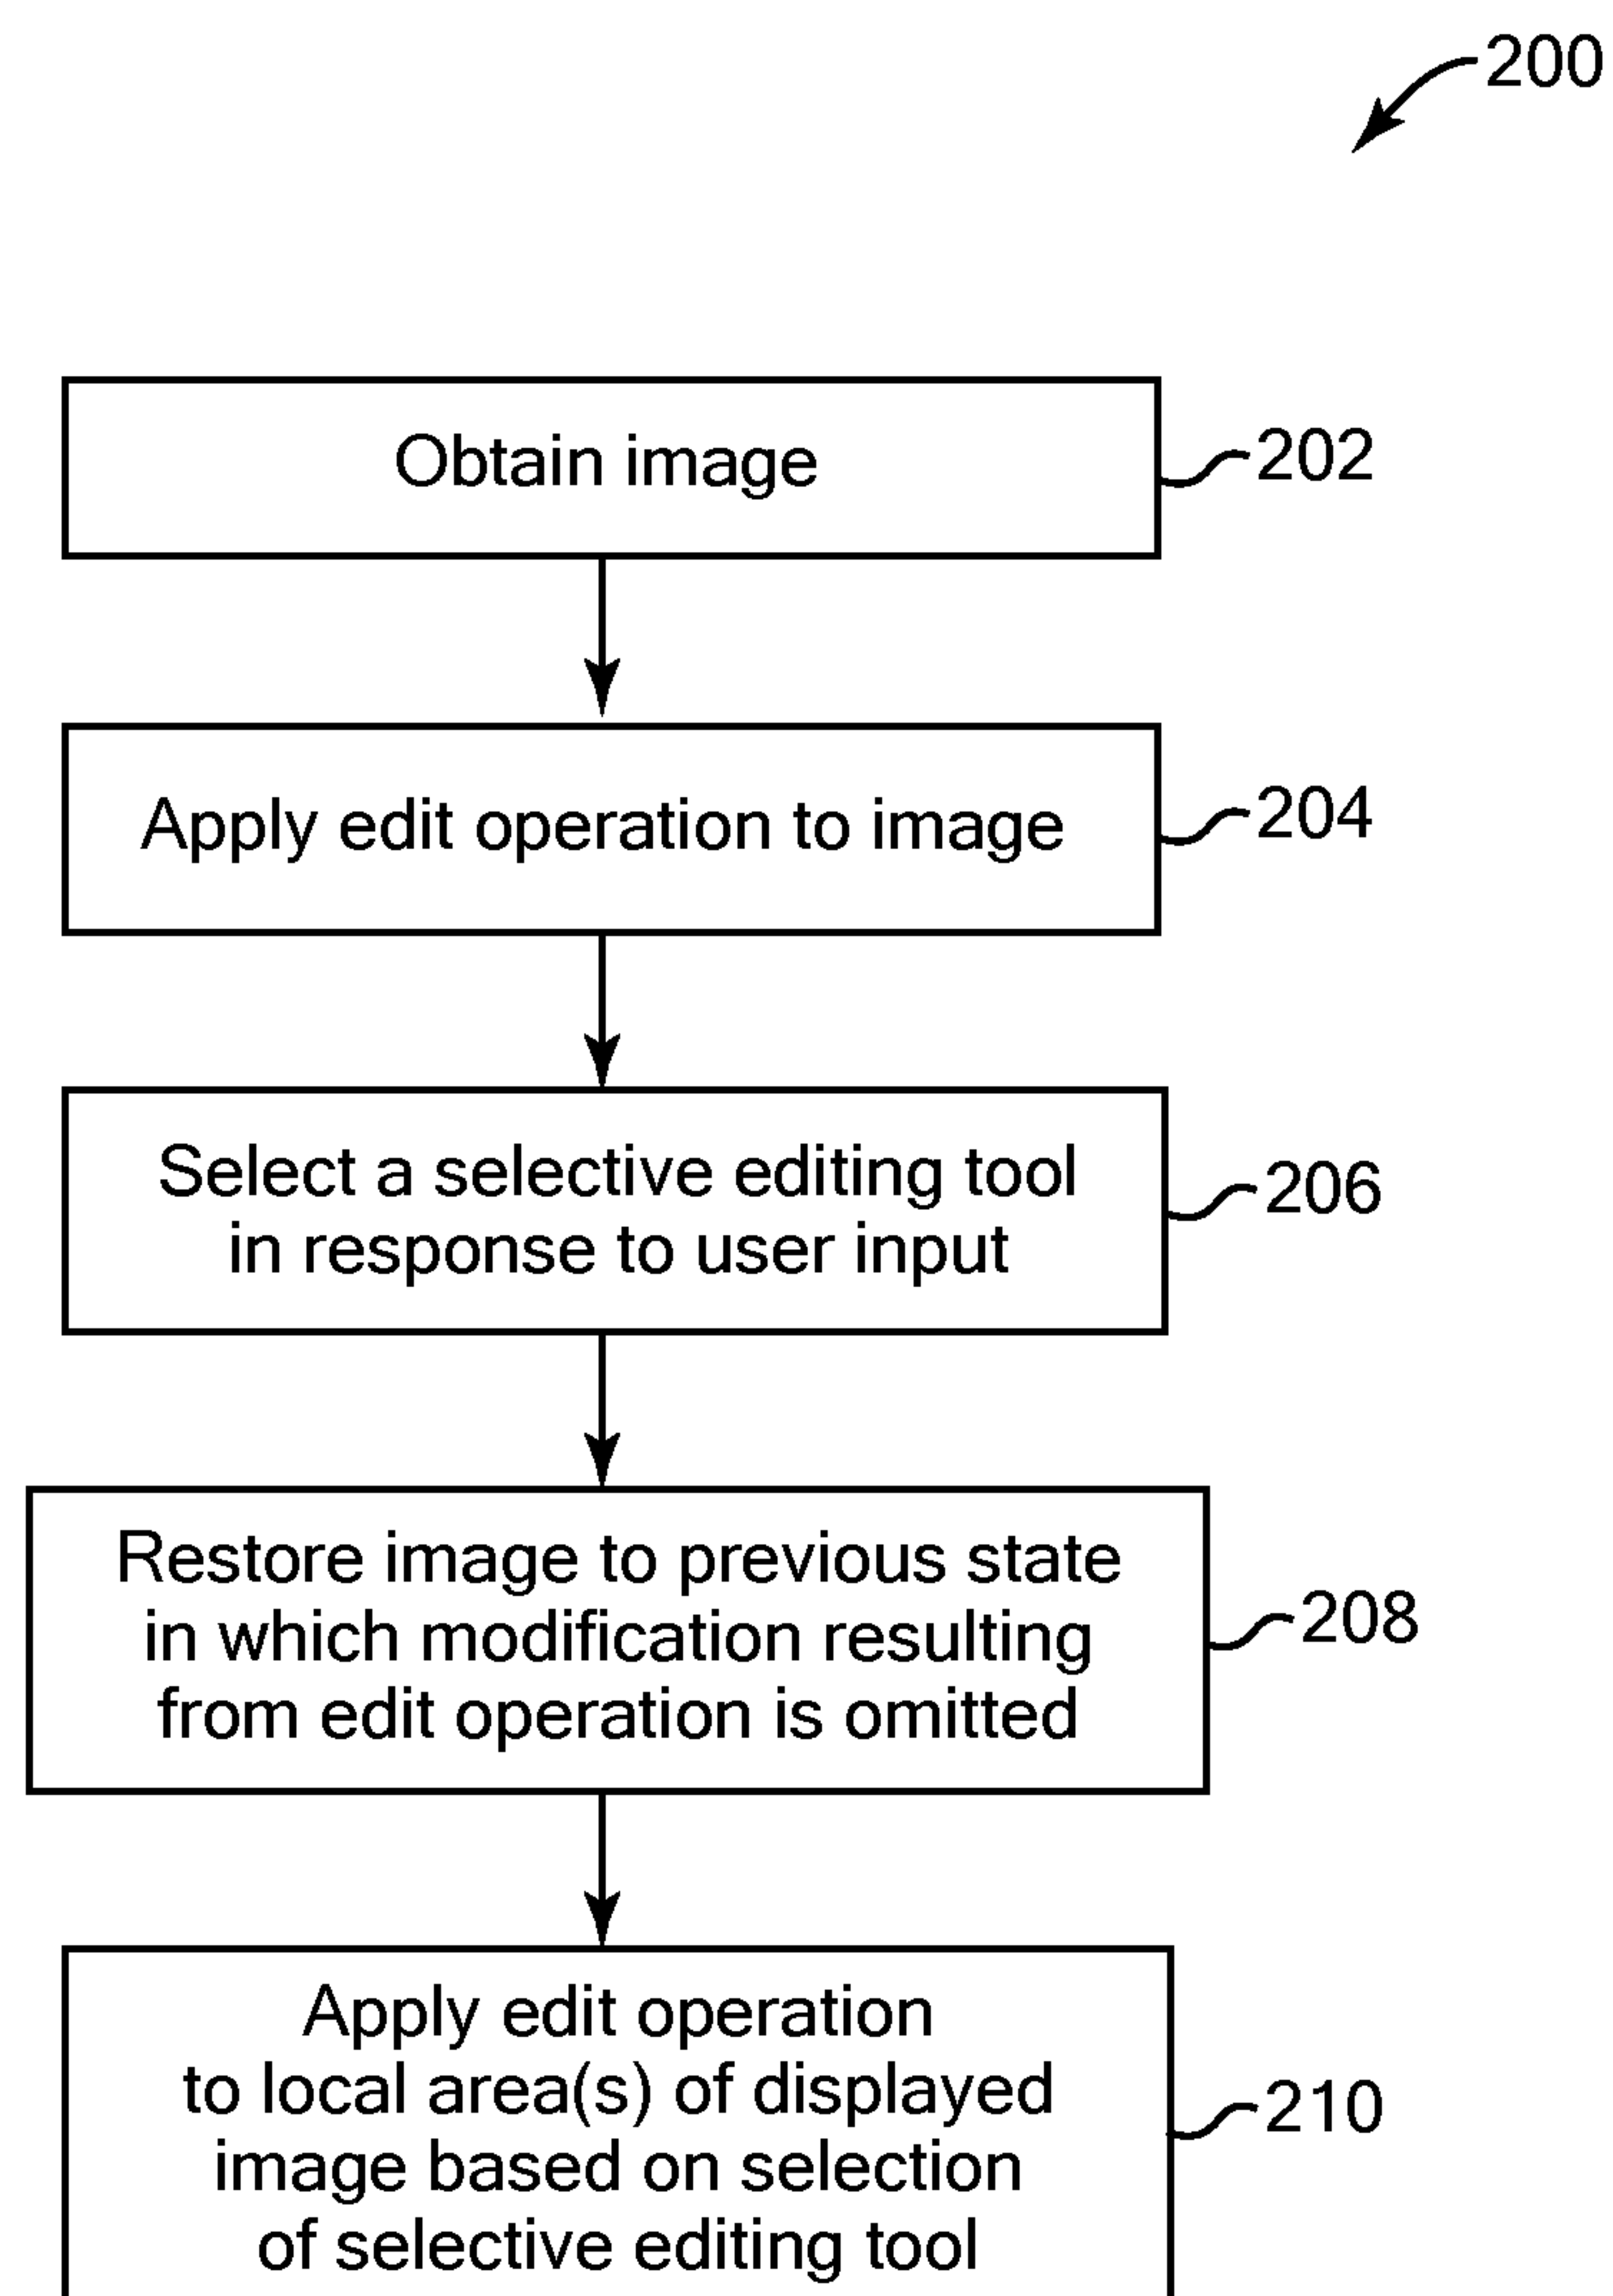 200
Obtain image
202
Apply edit operation to image
204
Select a selective editing tool
in response to user input
206
Restore image to previous state
in which modification resulting
from edit operation is omitted
208
Apply edit operation
to local area(s) of displayed
image based on selection
of selective editing tool
210